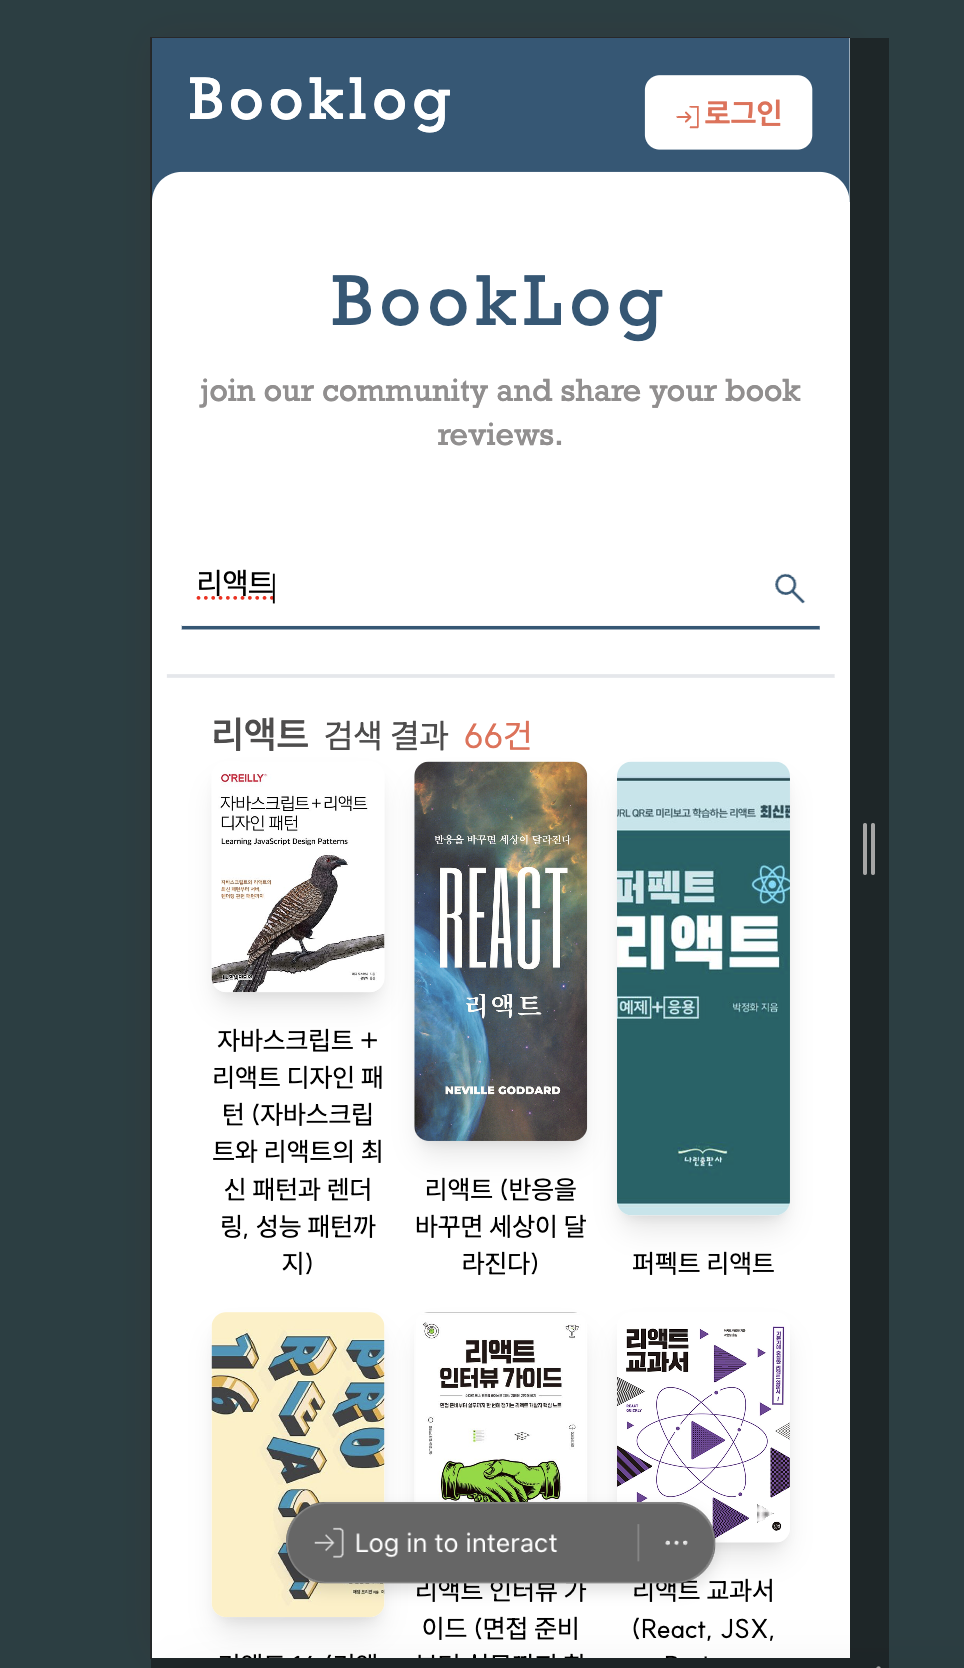 Booklog
로그인
BookLog
join our community and share your book
reviews.
리액트
리액트 검색 결과 66건
O'REILLY
자바스크립트+리액트
디자인 패턴
Learning JavaScript Design Patterns
반응을 바꾸면 세상이 달라진다
REACT
리액트
NEVILLE GODDARD
URL QR로 미리보고 학습하는 리액트 최신판
퍼펙트
리액트
예제+응용
박정화 지음
나린출판사
자바스크립트 +
리액트 디자인 패
턴 (자바스크립
트와 리액트의 최
신 패턴과 렌더
링, 성능 패턴까
지)
리액트 (반응을
바꾸면 세상이 달
라진다)
퍼펙트 리액트
PRO
REACT
16
리액트
인터뷰 가이드
리액트
교과서
REACT
QUICKLY
Log in to interact
리액트 인터뷰 가
이드 (면접 준비
리액트 교과서
(React, JSX,